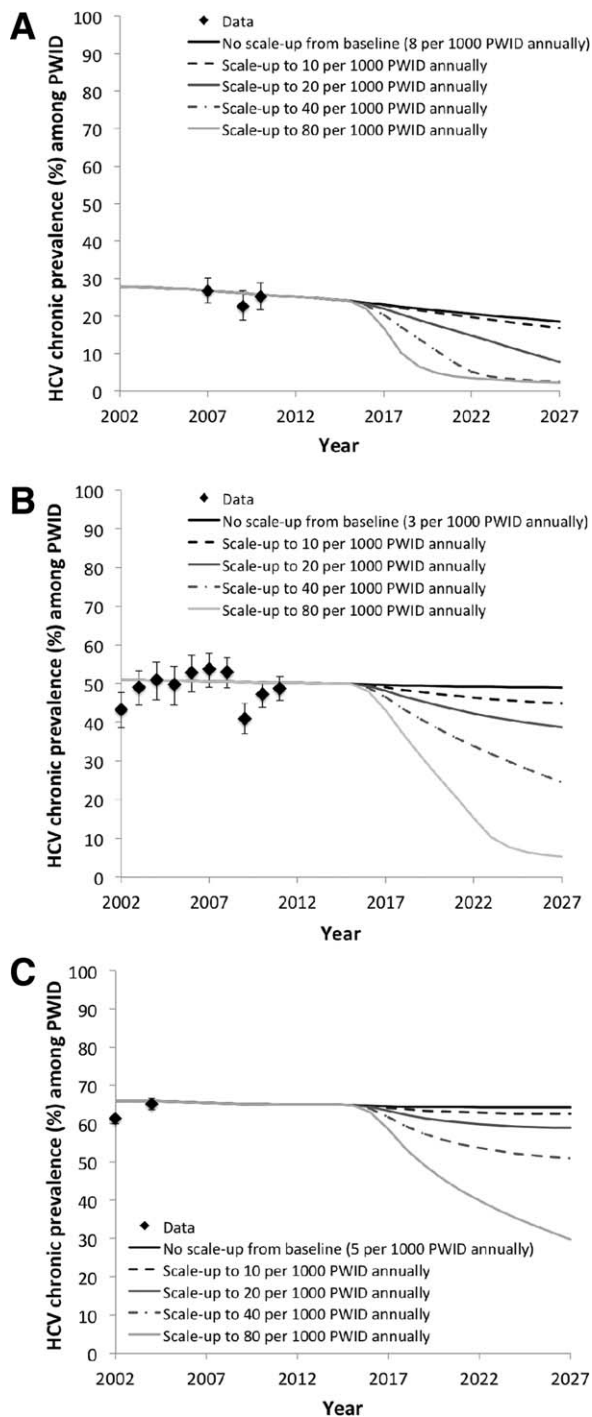 A
HCV chronic prevalence (%) among PWID
100
90
80
70
60
50
40
30
20
10
0
Data
No scale-up from baseline (8 per 1000 PWID annually)
Scale-up to 10 per 1000 PWID annually
Scale-up to 20 per 1000 PWID annually
Scale-up to 40 per 1000 PWID annually
Scale-up to 80 per 1000 PWID annually
2002 2007 2012 2017 2022 2027
Year
B
HCV chronic prevalence (%) among PWID
100
90
80
70
60
50
40
30
20
10
0
Data
No scale-up from baseline (3 per 1000 PWID annually)
Scale-up to 10 per 1000 PWID annually
Scale-up to 20 per 1000 PWID annually
Scale-up to 40 per 1000 PWID annually
Scale-up to 80 per 1000 PWID annually
2002 2007 2012 2017 2022 2027
Year
C
HCV chronic prevalence (%) among PWID
100
90
80
70
60
50
40
30
20
10
0
Data
No scale-up from baseline (5 per 1000 PWID annually)
Scale-up to 10 per 1000 PWID annually
Scale-up to 20 per 1000 PWID annually
Scale-up to 40 per 1000 PWID annually
Scale-up to 80 per 1000 PWID annually
2002 2007 2012 2017 2022 2027
Year